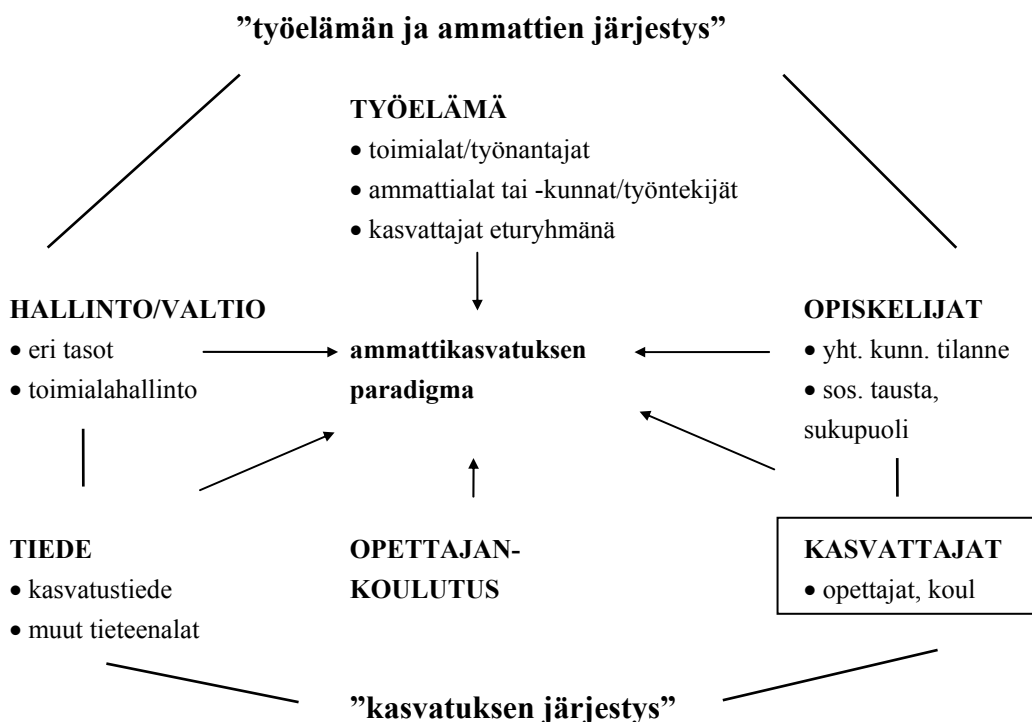 ”työelämän ja ammattien järjestys”
TYÖELÄMÄ
• toimialat/työnantajat
• ammattialat tai -kunnat/työntekijät
• kasvattajat eturyhmänä
HALLINTO/VALTIO
• eri tasot
• toimialahallinto
ammattikasvatuksen
paradigma
OPISKELIJAT
• yht. kunn. tilanne
• sos. tausta,
sukupuoli
TIEDE
• kasvatustiede
• muut tieteenalat
OPETTAJAN-
KOULUTUS
KASVATTAJAT
• opettajat, koul
”kasvatuksen järjestys”